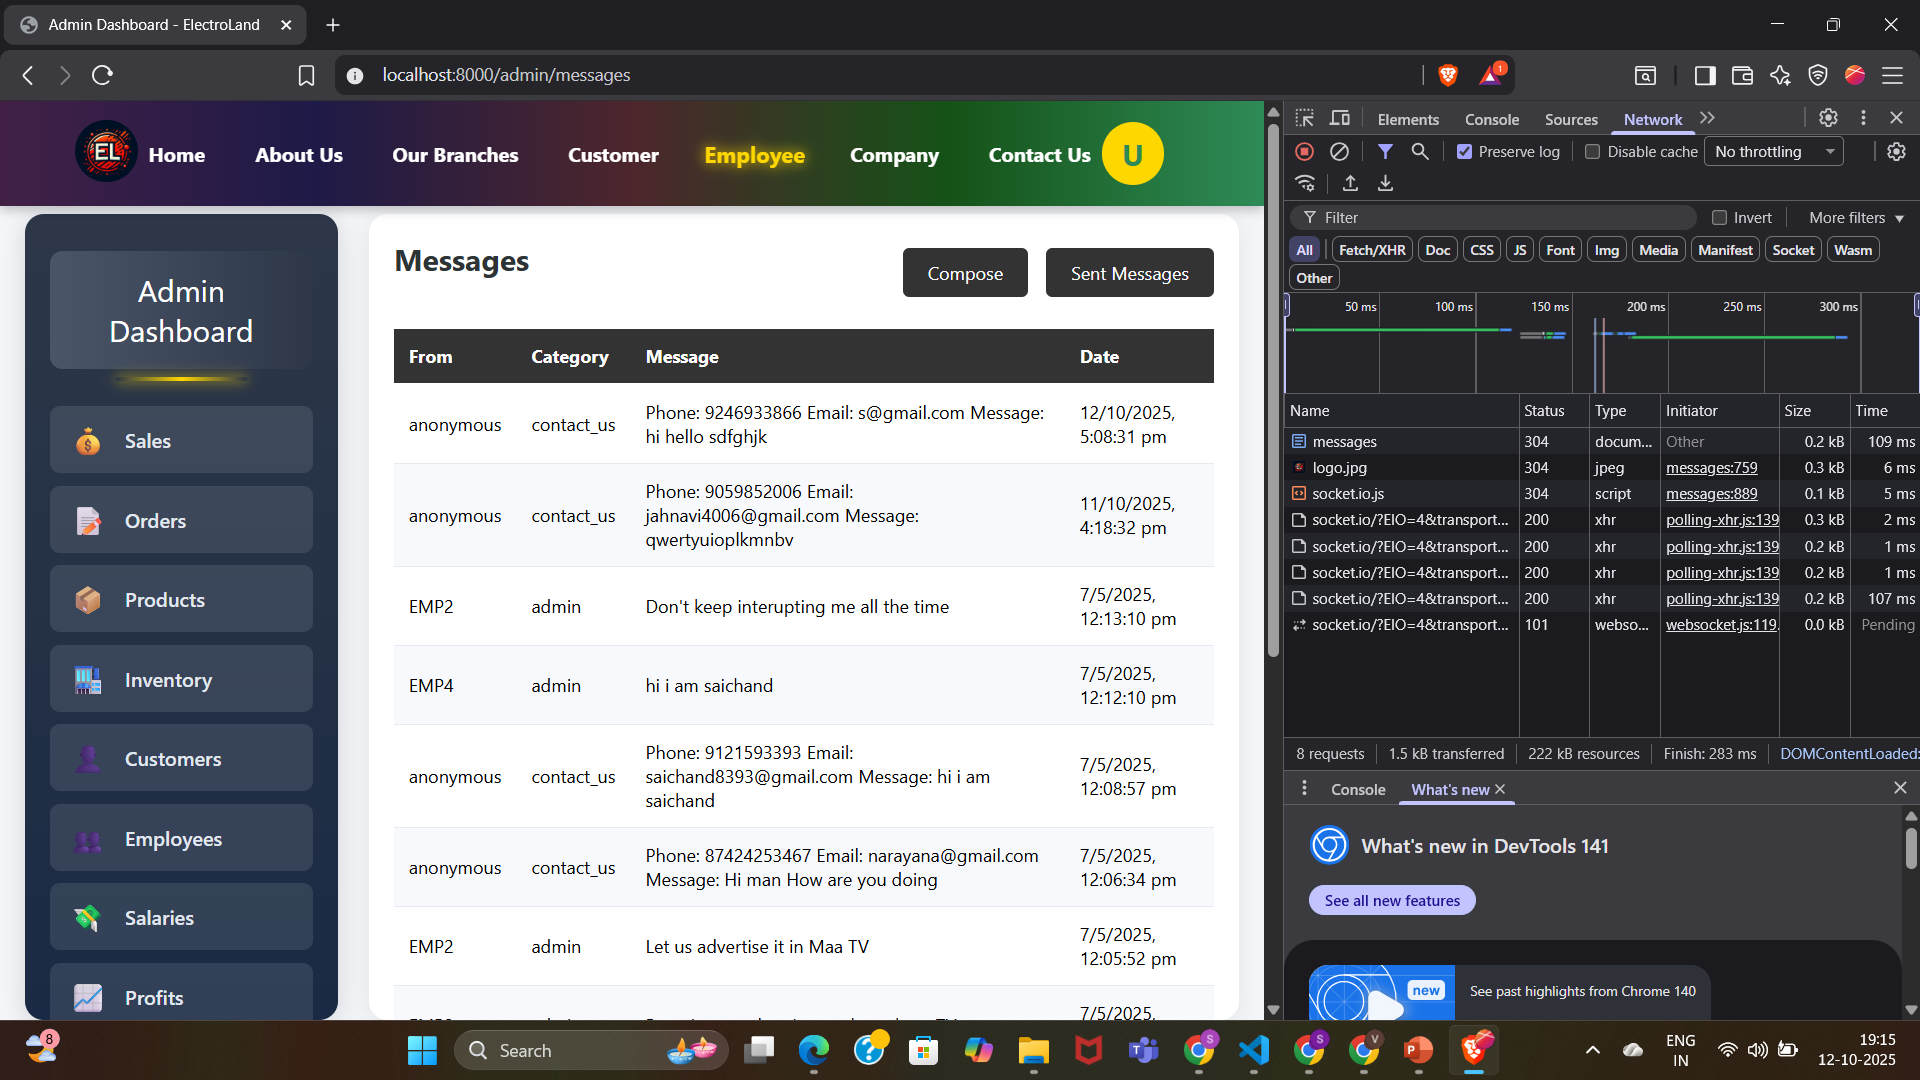 Admin Dashboard - ElectroLand
localhost:8000/admin/messages
1
EL
Home
About Us
Our Branches
Customer
Employee
Company
Contact Us
U
Admin
Dashboard
Sales
Orders
Products
Inventory
Customers
Employees
Salaries
Profits
Messages
Compose
Sent Messages
From Category Message Date
anonymous contact_us Phone: 9246933866 Email: s@gmail.com Message: 12/10/2025,
hi hello sdfghjk 5:08:31 pm
anonymous contact_us Phone: 9059852006 Email: 11/10/2025,
jahnavi4006@gmail.com Message: 4:18:32 pm
qwertyuioplkmnbv
EMP2 admin Don't keep interupting me all the time 7/5/2025,
12:13:10 pm
EMP4 admin hi i am saichand 7/5/2025,
12:12:10 pm
anonymous contact_us Phone: 9121593393 Email: 7/5/2025,
saichand8393@gmail.com Message: hi i am 12:08:57 pm
saichand
anonymous contact_us Phone: 87424253467 Email: narayana@gmail.com 7/5/2025,
Message: Hi man How are you doing 12:06:34 pm
EMP2 admin Let us advertise it in Maa TV 7/5/2025,
12:05:52 pm
7/5/2025,
Elements Console Sources Network
Preserve log Disable cache No throttling
Filter Invert More filters
All Fetch/XHR Doc CSS JS Font Img Media Manifest Socket Wasm
Other
50 ms 100 ms 150 ms 200 ms 250 ms 300 ms
Name Status Type Initiator Size Time
messages 304 docum... Other 0.2 kB 109 ms
logo.jpg 304 jpeg messages:759 0.3 kB 6 ms
socket.io.js 304 script messages:889 0.1 kB 5 ms
socket.io/?EIO=4&transport... 200 xhr polling-xhr.js:139 0.3 kB 2 ms
socket.io/?EIO=4&transport... 200 xhr polling-xhr.js:139 0.2 kB 1 ms
socket.io/?EIO=4&transport... 200 xhr polling-xhr.js:139 0.2 kB 1 ms
socket.io/?EIO=4&transport... 200 xhr polling-xhr.js:139 0.2 kB 107 ms
socket.io/?EIO=4&transport... 101 webso... websocket.js:119 0.0 kB Pending
8 requests 1.5 kB transferred 222 kB resources Finish: 283 ms DOMContentLoaded:
Console What's new
What's new in DevTools 141
See all new features
new
See past highlights from Chrome 140
8
Search
S
S
V
ENG
IN
19:15
12-10-2025